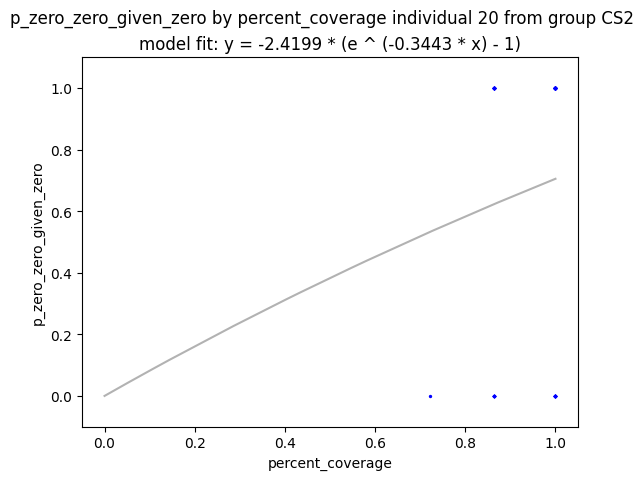 p_zero_zero_given_zero by percent_coverage individual 20 from group CS2
model fit: y = -2.4199 * (e ^ (-0.3443 * x) - 1)
1.0
0.8
0.6
0.4
0.2
0.0
p_zero_zero_given_zero
0.0 0.2 0.4 0.6 0.8 1.0
percent_coverage